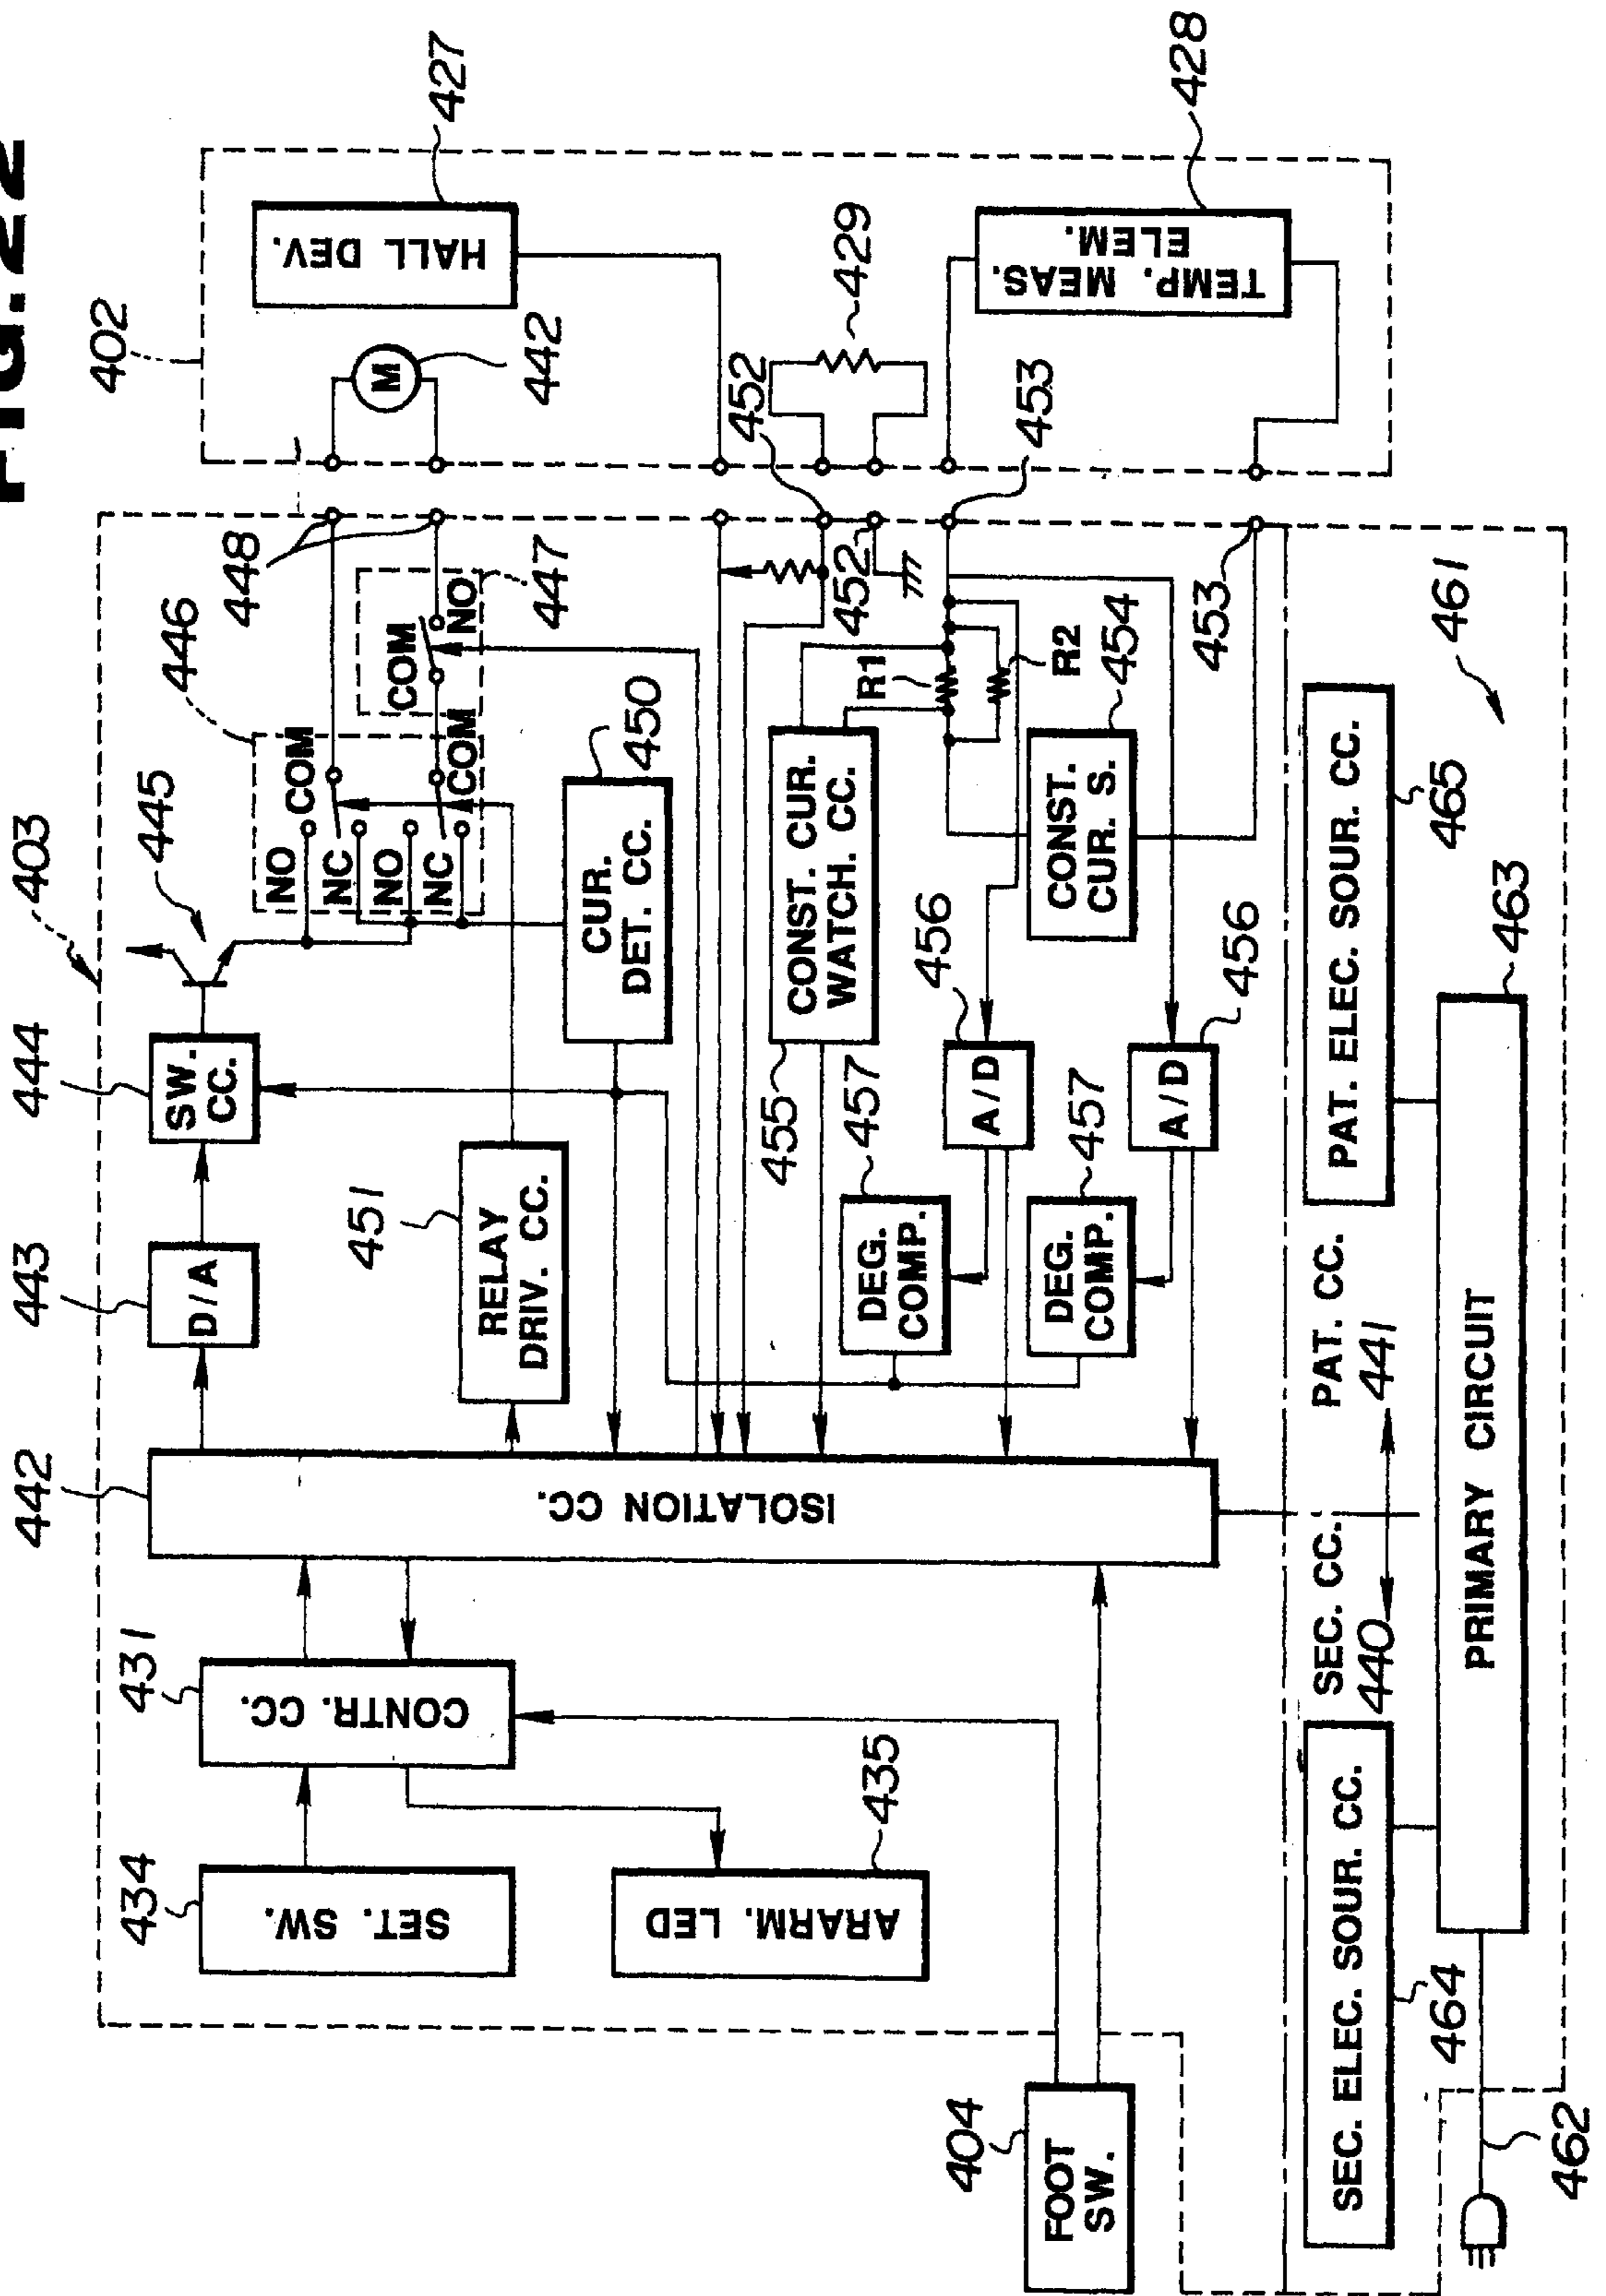 FIG.22
402
427
HALL DEV.
M
442
452
429
428
TEMP. MEAS.
ELEM.
453
403
444
443
442
445
446
448
447
NO
COM
NC
NO
NC
COM
COM
NO
SW.
CC.
D/A
451
RELAY
DRIV. CC.
450
CUR.
DET. CC.
452
R1
R2
454
453
455
CONST. CUR.
WATCH. CC.
CONST.
CUR. S.
456
A/D
457
DEG.
COMP.
456
A/D
457
DEG.
COMP.
ISOLATION CC.
431
CONTR. CC.
434
SET. SW.
435
ARARM. LED
404
FOOT
SW.
461
SEC. CC.
440
PAT. CC.
441
SEC. ELEC. SOUR. CC.
464
PAT. ELEC. SOUR. CC.
465
PRIMARY CIRCUIT
463
462